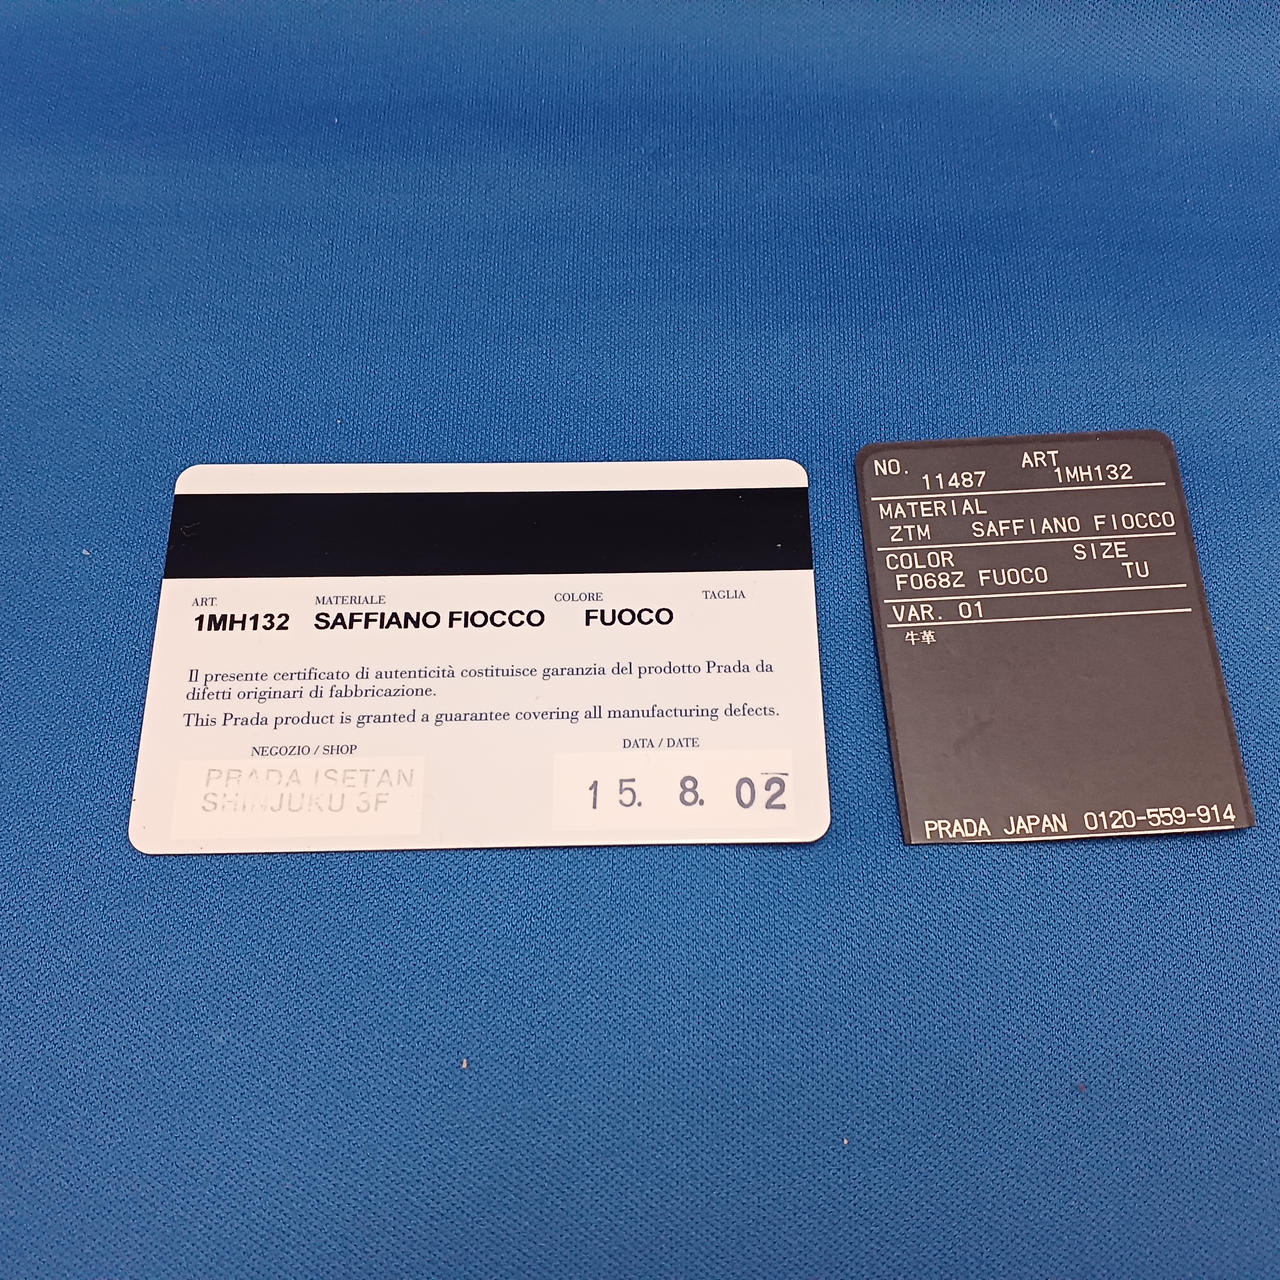 ART.
MATERIALE
COLORE
TAGLIA
1MH132 SAFFIANO FIOCCO FUOCO
Il presente certificato di autenticità costituisce garanzia del prodotto Prada da
difetti originari di fabbricazione.
This Prada product is granted a guarantee covering all manufacturing defects.
NEGOZIO / SHOP
DATA / DATE
PRADA ISETAN
SHINJUKU 3F
15. 8. 02
NO. ART
11487 1MH132
MATERIAL
ZTM SAFFIANO FIOCCO
COLOR SIZE
F068Z FUOCO TU
VAR. 01
牛革
PRADA JAPAN 0120-559-914